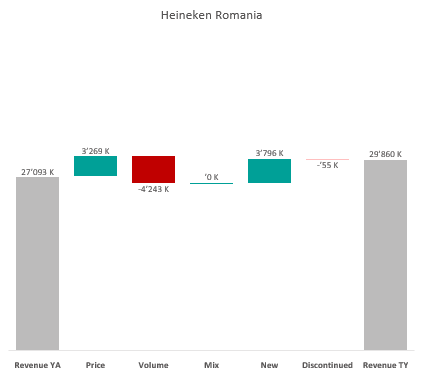 Heineken Romania
27’093 K
3’269 K
-4’243 K
’0 K
3’796 K
-’55 K
29’860 K
Revenue YA Price Volume Mix New Discontinued Revenue TY